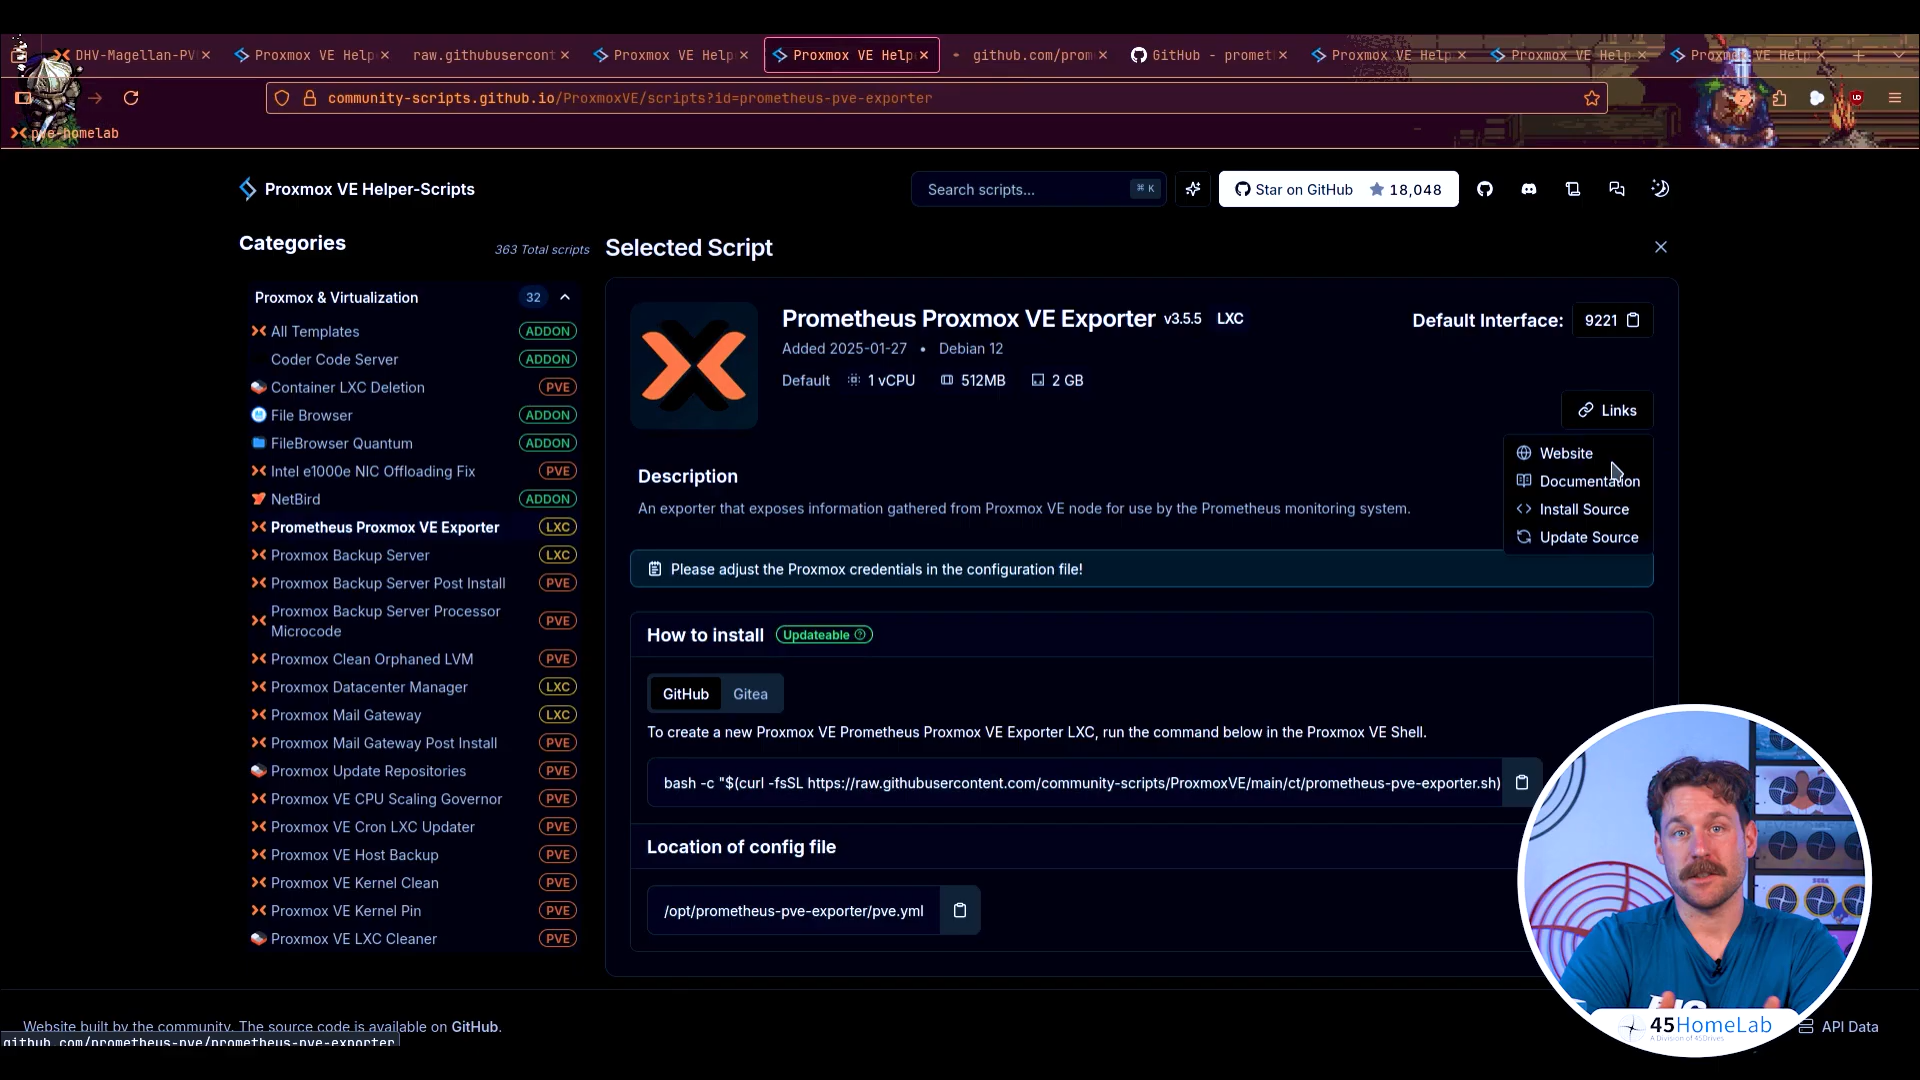 DHV-Magellan-PV
Proxmox VE Help
raw.githubusercont
Proxmox VE Help
Proxmox VE Help
github.com/prom
GitHub - promet
Proxmox VE Help
Proxmox VE Help
Proxmox VE Help
community-scripts.github.io/ProxmoxVE/scripts?id=prometheus-pve-exporter
pve-homelab
Proxmox VE Helper-Scripts
Search scripts...
⌘ K
Star on GitHub 18,048
Categories
363 Total scripts
Proxmox & Virtualization 32
All Templates ADDON
Coder Code Server ADDON
Container LXC Deletion PVE
File Browser ADDON
FileBrowser Quantum ADDON
Intel e1000e NIC Offloading Fix PVE
NetBird ADDON
Prometheus Proxmox VE Exporter LXC
Proxmox Backup Server LXC
Proxmox Backup Server Post Install PVE
Proxmox Backup Server Processor
Microcode PVE
Proxmox Clean Orphaned LVM PVE
Proxmox Datacenter Manager LXC
Proxmox Mail Gateway LXC
Proxmox Mail Gateway Post Install PVE
Proxmox Update Repositories PVE
Proxmox VE CPU Scaling Governor PVE
Proxmox VE Cron LXC Updater PVE
Proxmox VE Host Backup PVE
Proxmox VE Kernel Clean PVE
Proxmox VE Kernel Pin PVE
Proxmox VE LXC Cleaner PVE
Selected Script
Prometheus Proxmox VE Exporter v3.5.5 LXC
Added 2025-01-27 • Debian 12
Default 1 vCPU 512MB 2 GB
Default Interface: 9221
Links
Website
Documentation
Install Source
Update Source
Description
An exporter that exposes information gathered from Proxmox VE node for use by the Prometheus monitoring system.
Please adjust the Proxmox credentials in the configuration file!
How to install Updateable
GitHub Gitea
To create a new Proxmox VE Prometheus Proxmox VE Exporter LXC, run the command below in the Proxmox VE Shell.
bash -c "$(curl -fsSL https://raw.githubusercontent.com/community-scripts/ProxmoxVE/main/ct/prometheus-pve-exporter.sh)
Location of config file
/opt/prometheus-pve-exporter/pve.yml
Website built by the community. The source code is available on GitHub.
github.com/prometheus-pve/prometheus-pve-exporter
API Data
45HomeLab
A Division of 45Drives